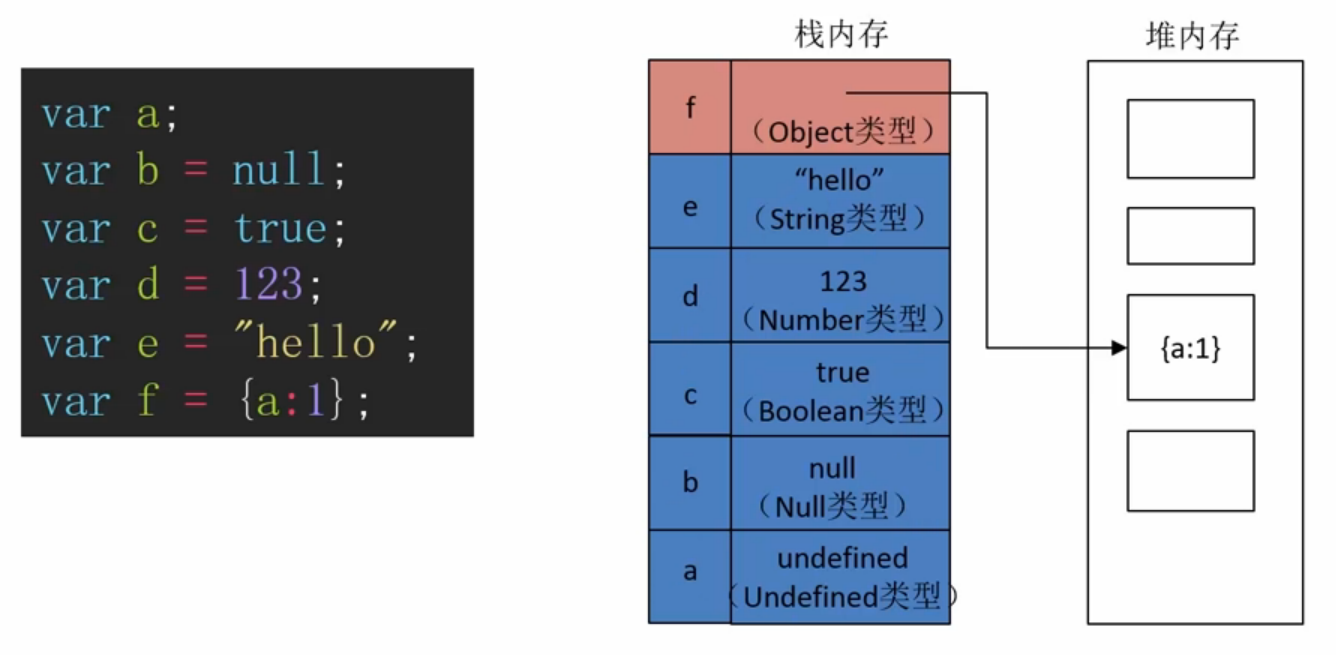 var a;
var b = null;
var c = true;
var d = 123;
var e = "hello";
var f = {a:1};
栈内存
f
（Object类型）
e
“hello”
（String类型）
d
123
（Number类型）
c
true
（Boolean类型）
b
null
（Null类型）
a
undefined
（Undefined类型）
堆内存
{a:1}